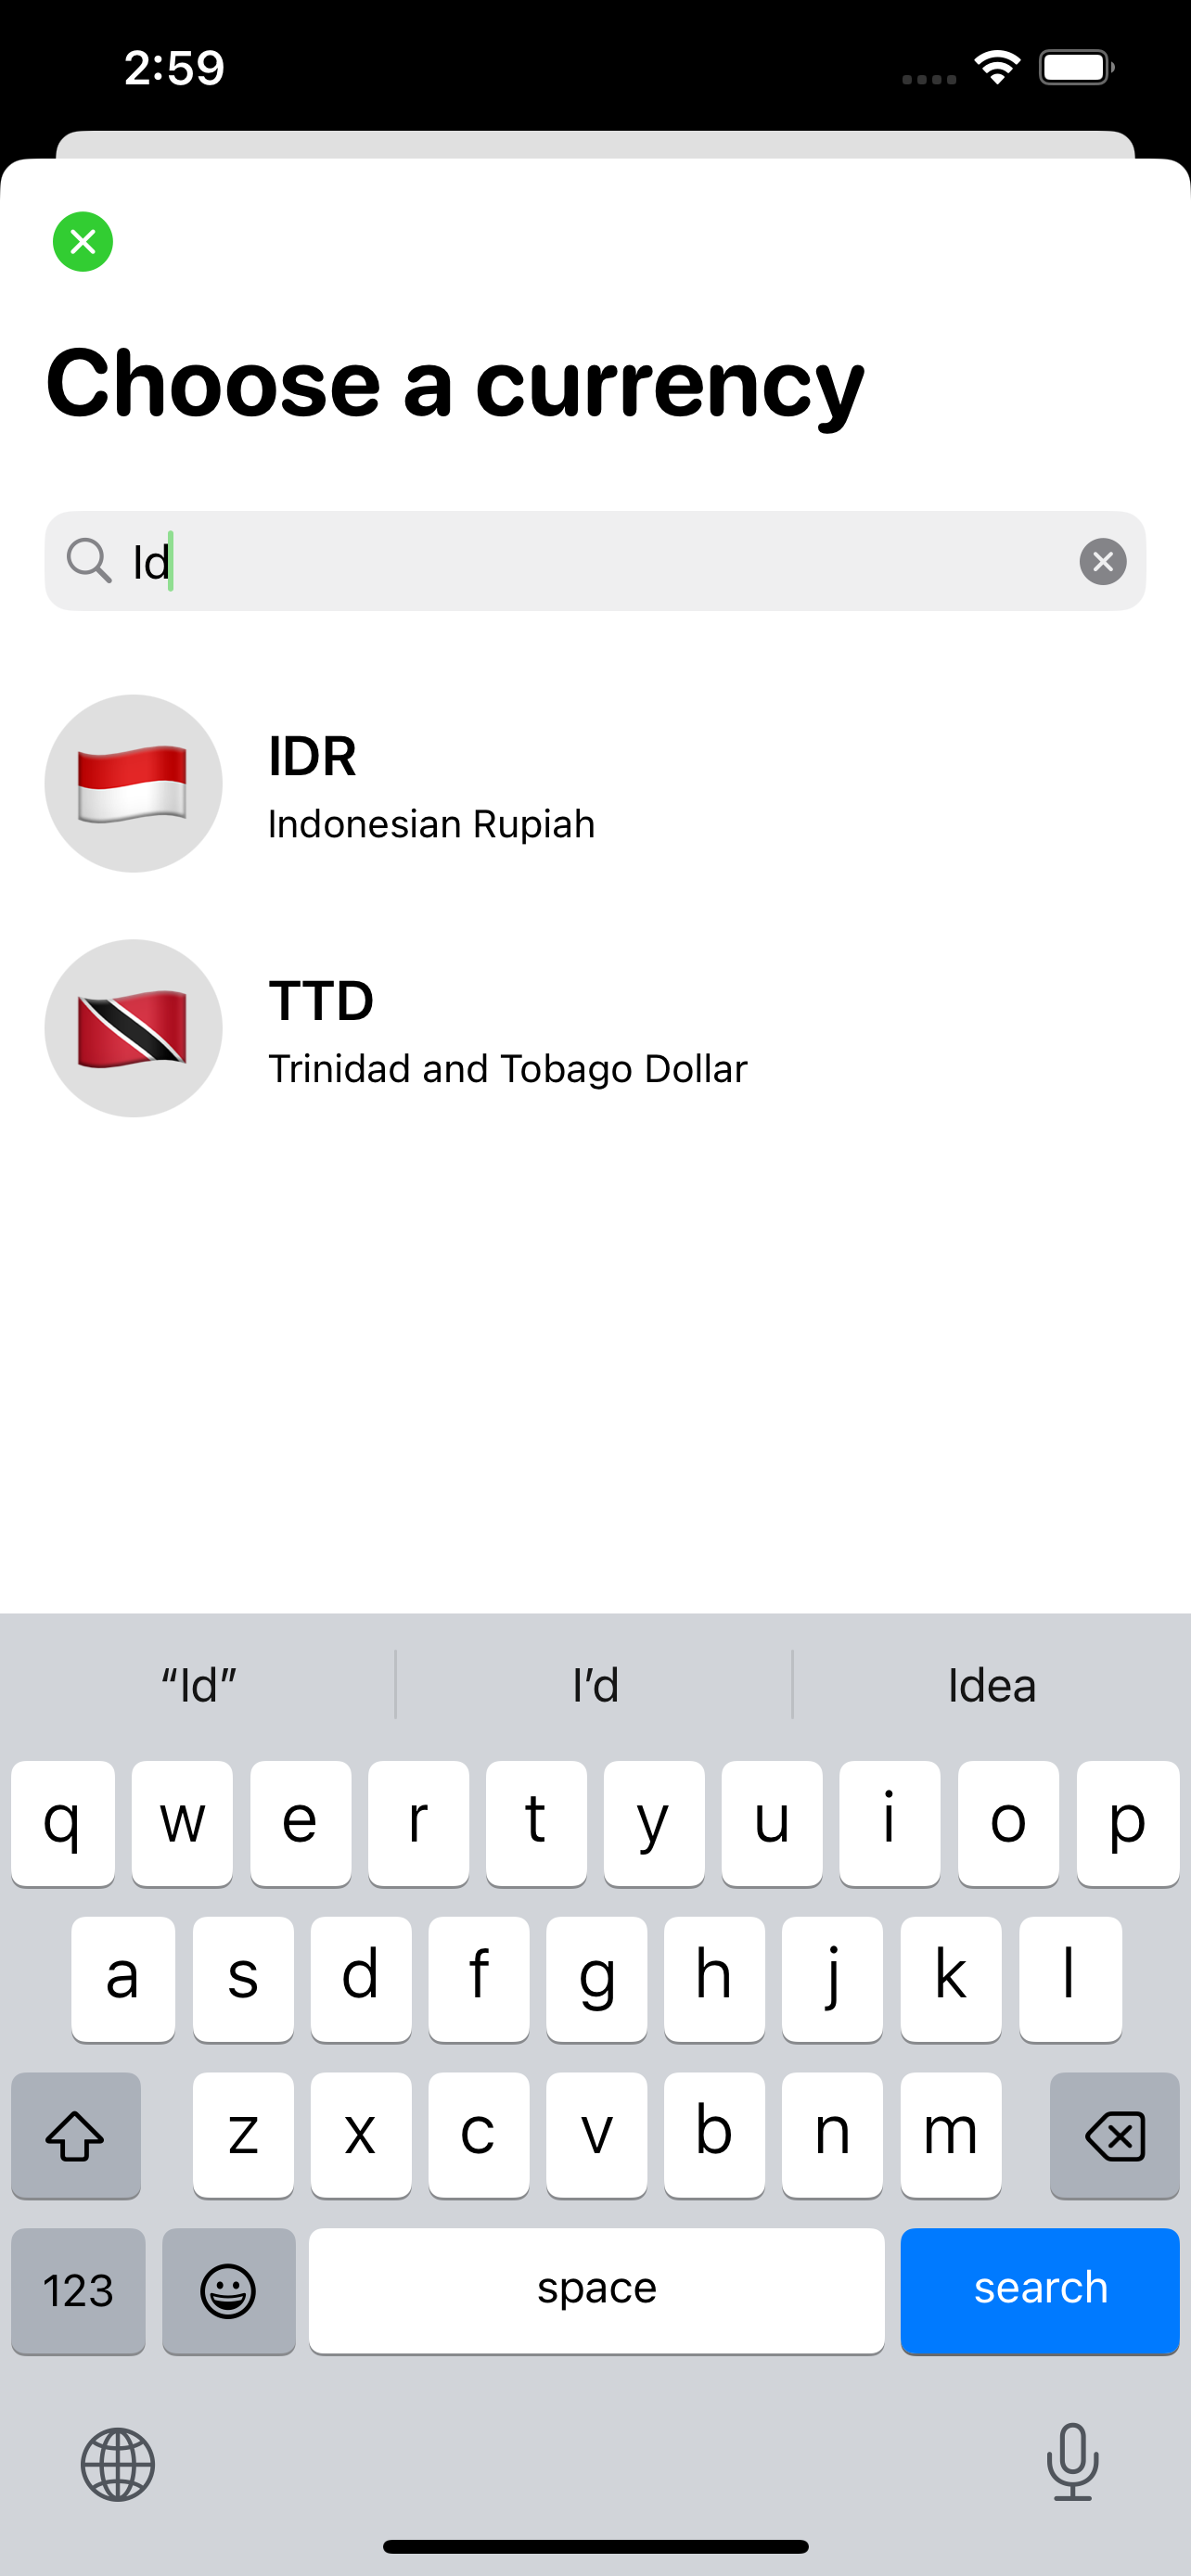 2:59
Choose a currency
Id
IDR
Indonesian Rupiah
TTD
Trinidad and Tobago Dollar
“Id” I’d Idea
q w e r t y u i o p
a s d f g h j k l
z x c v b n m
123 space search